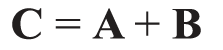 C = A + B